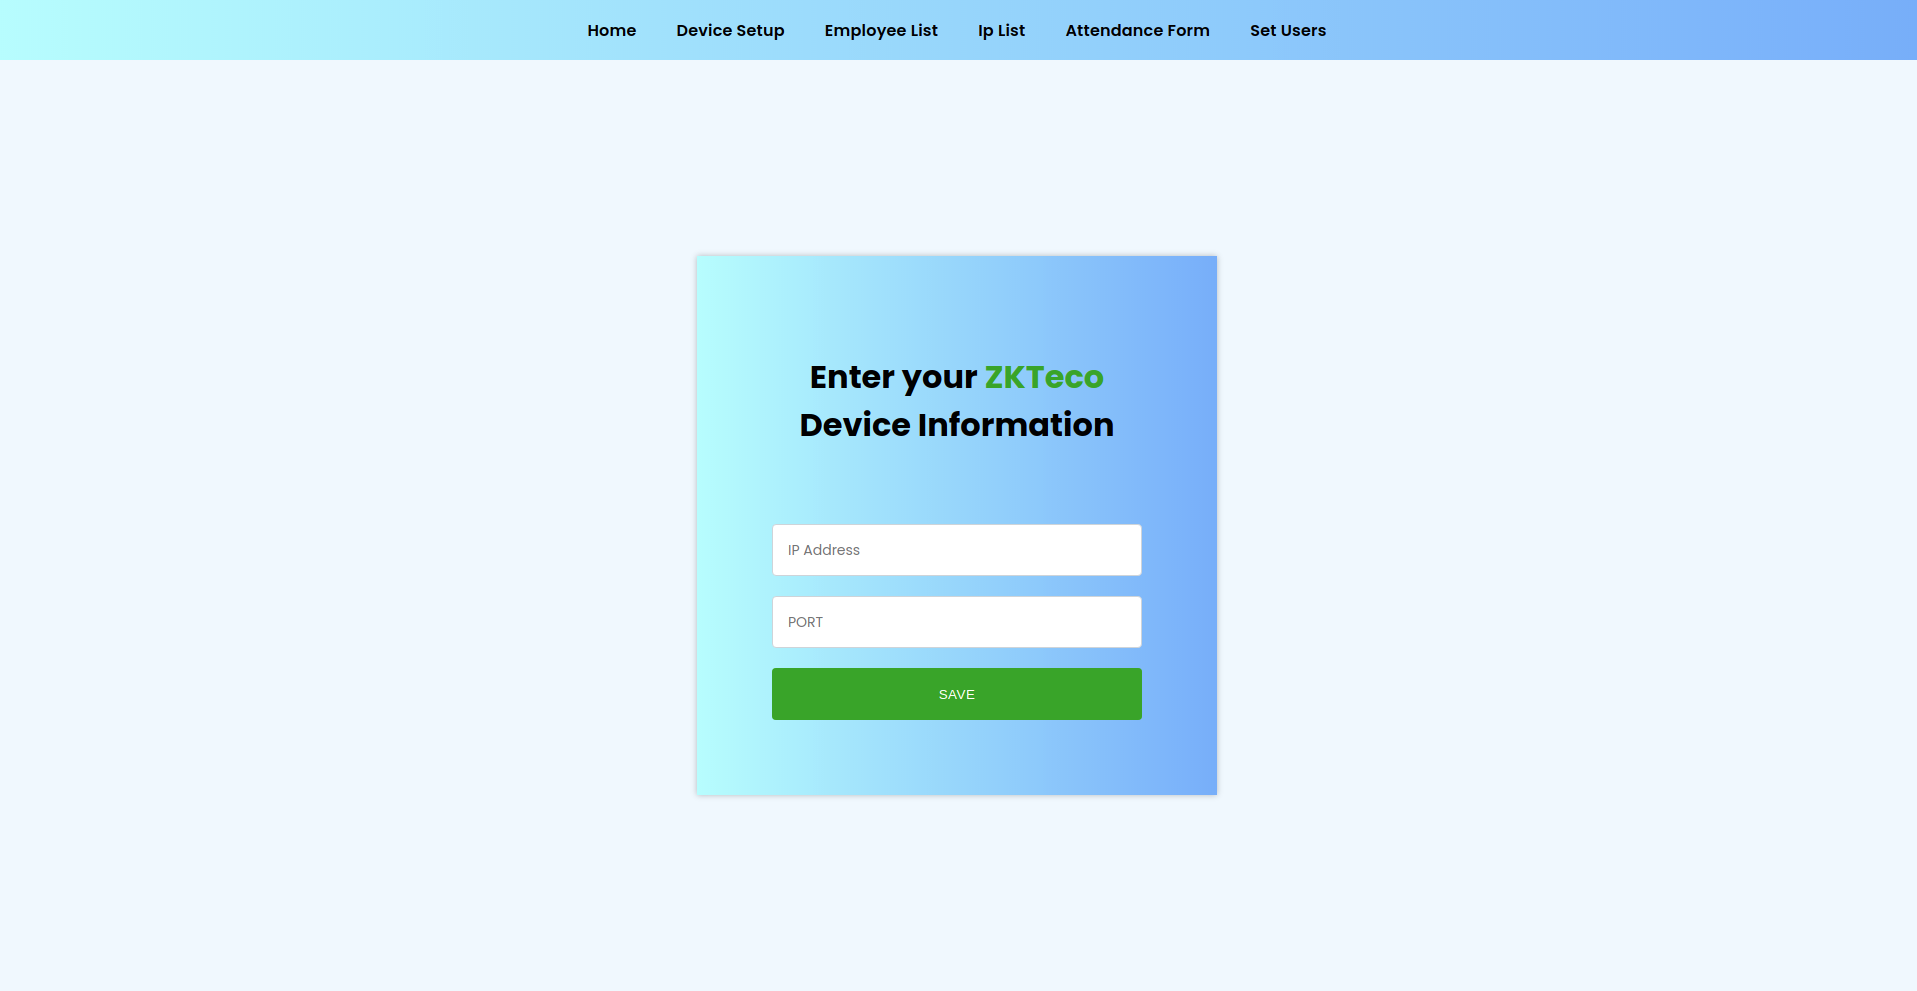 Home Device Setup Employee List Ip List Attendance Form Set Users
Enter your ZKTeco
Device Information
IP Address
PORT
SAVE